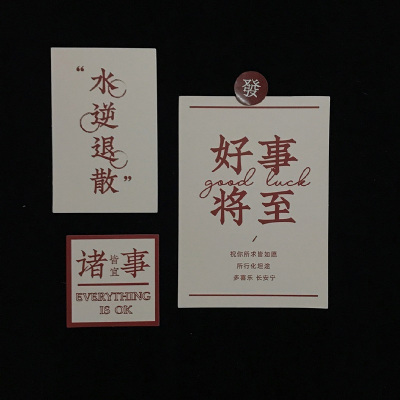 “水逆退散”
發
好事
good luck
将至
祝你所求皆如愿
所行化坦途
多喜乐 长安宁
诸皆宜事
EVERYTHING
IS OK